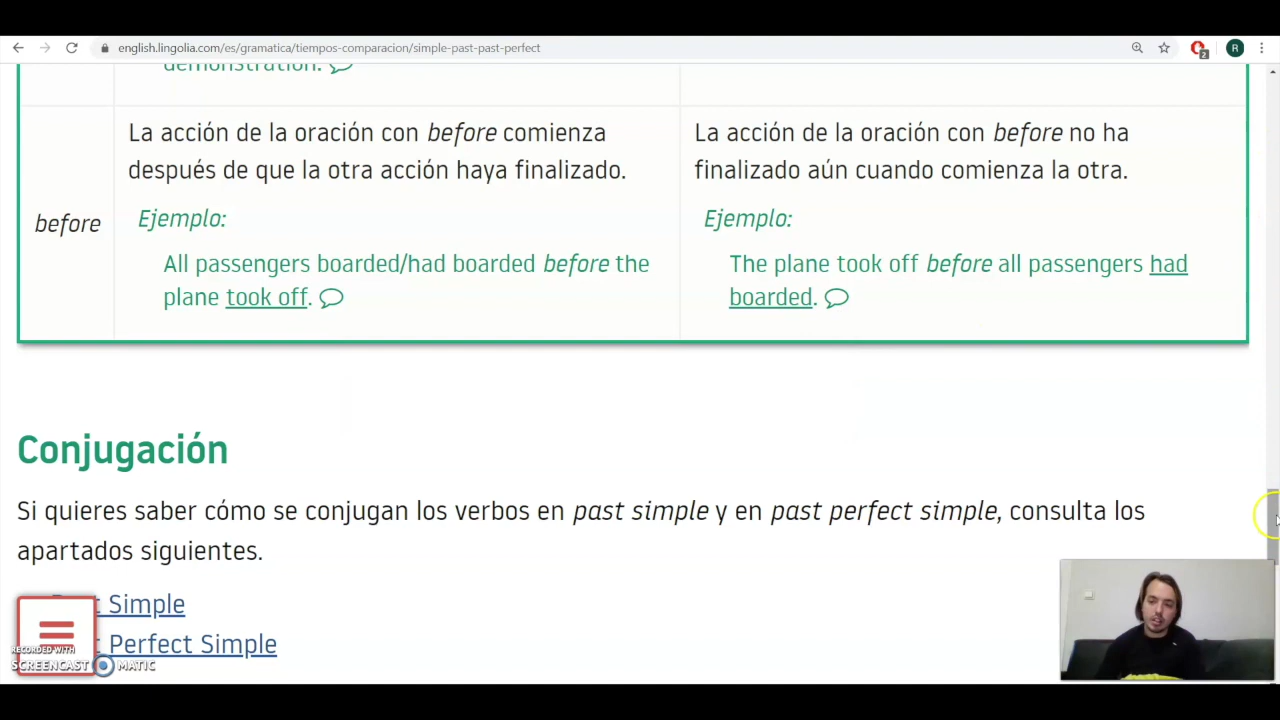 english.lingolia.com/es/gramatica/tiempos-comparacion/simple-past-past-perfect
2
R
demonstration.
before
La acción de la oración con before comienza
después de que la otra acción haya finalizado.
Ejemplo:
All passengers boarded/had boarded before the
plane took off.
La acción de la oración con before no ha
finalizado aún cuando comienza la otra.
Ejemplo:
The plane took off before all passengers had
boarded.
Conjugación
Si quieres saber cómo se conjugan los verbos en past simple y en past perfect simple, consulta los
apartados siguientes.
Simple
Perfect Simple
RECORDED WITH
SCREENCAST MATIC